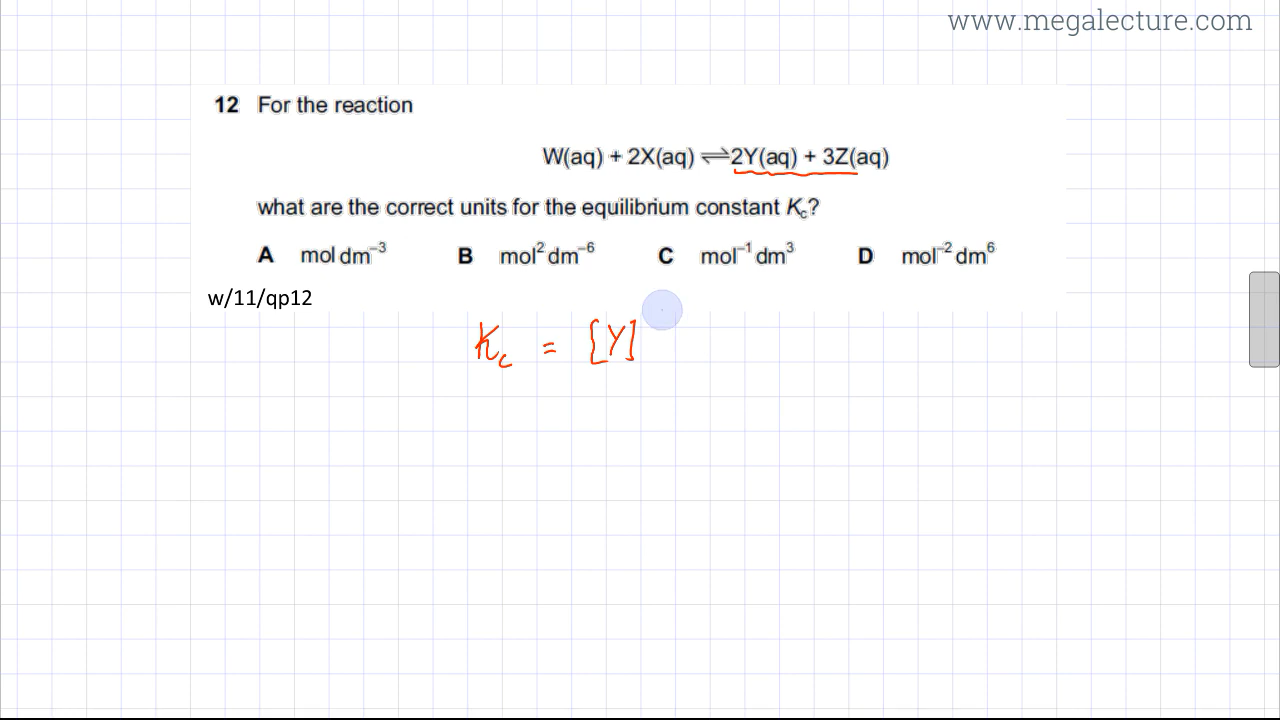 www.megalecture.com
12 For the reaction
W(aq) + 2X(aq) ⇌ 2Y(aq) + 3Z(aq)
what are the correct units for the equilibrium constant Kc?
A mol dm⁻³ B mol² dm⁻⁶ C mol⁻¹ dm³ D mol⁻² dm⁶
w/11/qp12
Kc = [Y]